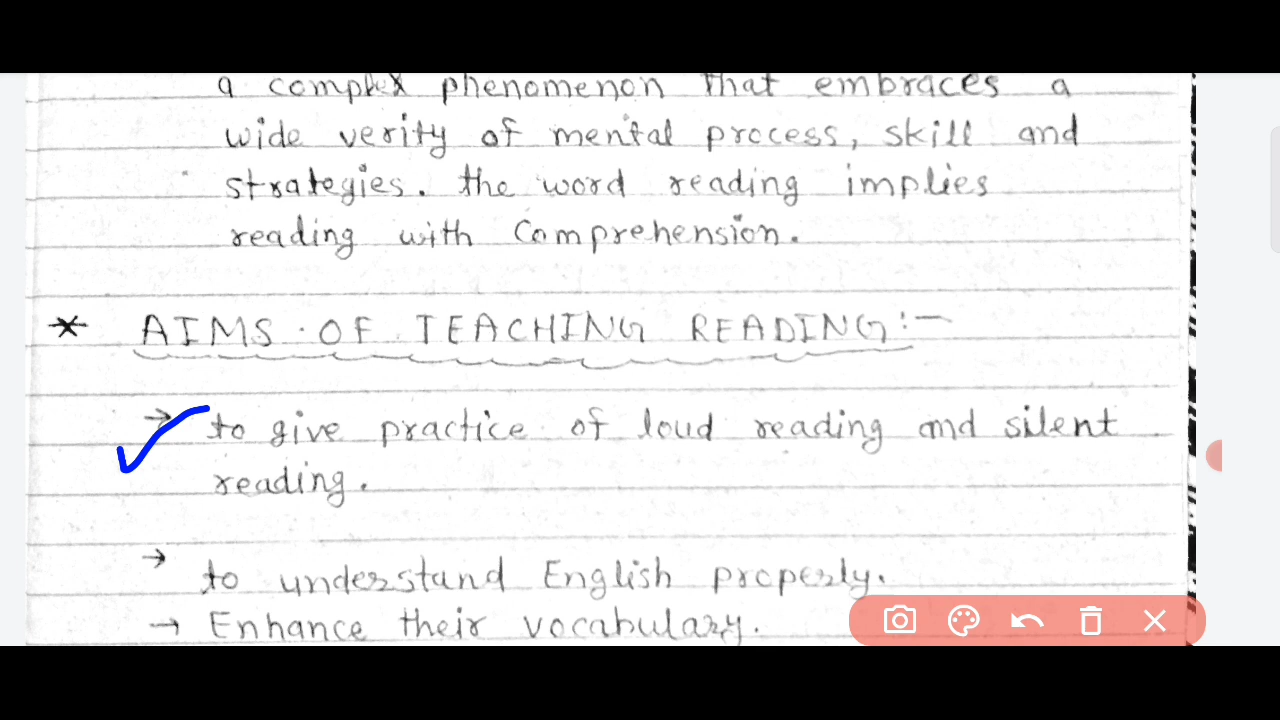 a complex phenomenon that embraces a
wide verity of mental process, skill and
strategies. the word reading implies
reading with comprehension.
* AIMS OF TEACHING READING:-
→ to give practice of loud reading and silent
reading.
→ to understand English properly.
→ Enhance their vocabulary.